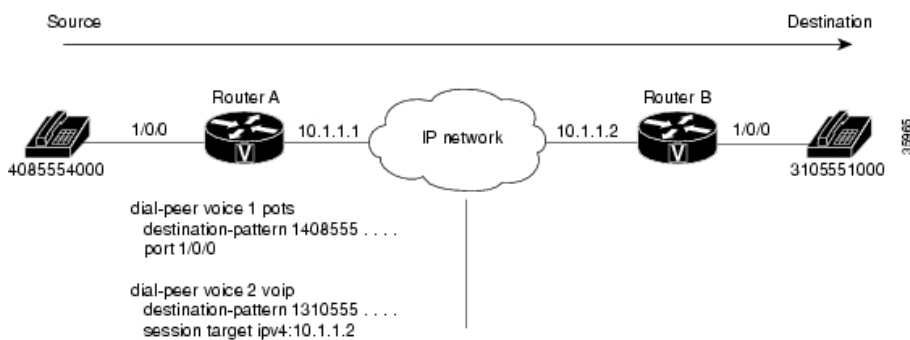 Source
Destination
Router A
Router B
1/0/0
10.1.1.1
IP network
10.1.1.2
1/0/0
V
V
4085554000
3105551000
35965
dial-peer voice 1 pots
destination-pattern 1408555 . . . .
port 1/0/0
dial-peer voice 2 voip
destination-pattern 1310555 . . . .
session target ipv4:10.1.1.2